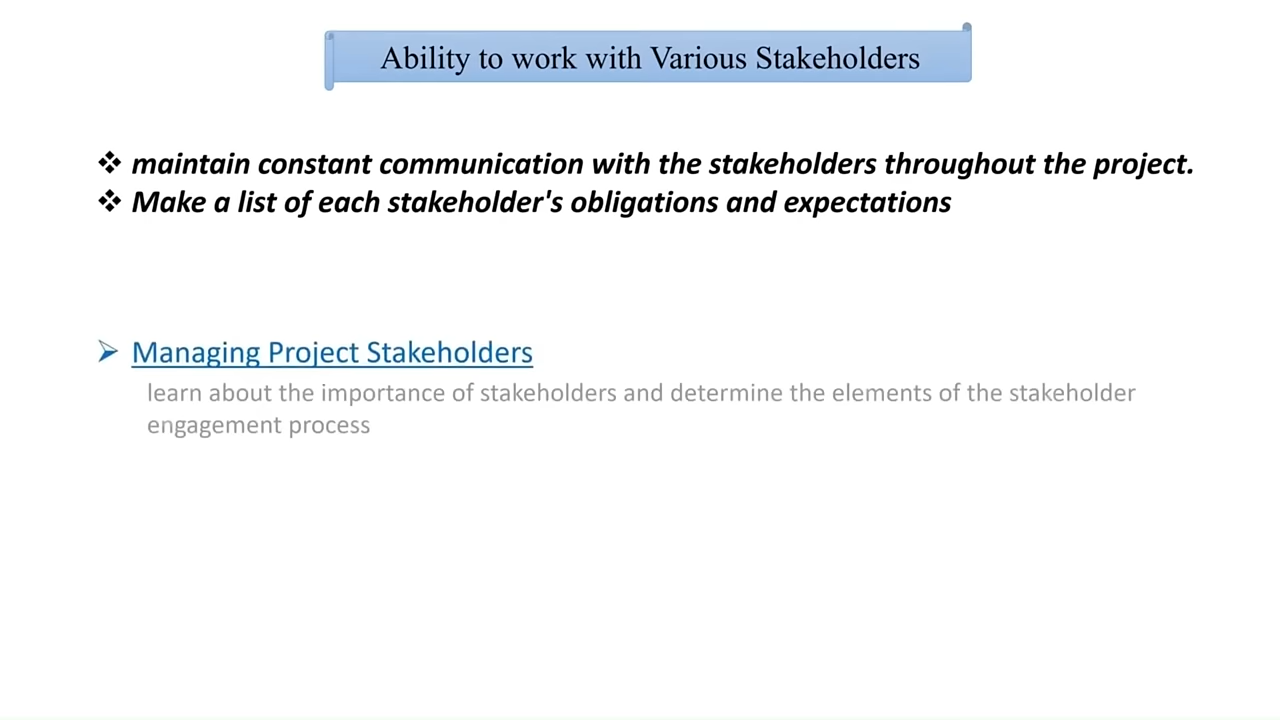 Ability to work with Various Stakeholders
❖ maintain constant communication with the stakeholders throughout the project.
❖ Make a list of each stakeholder's obligations and expectations
➢ Managing Project Stakeholders
learn about the importance of stakeholders and determine the elements of the stakeholder
engagement process